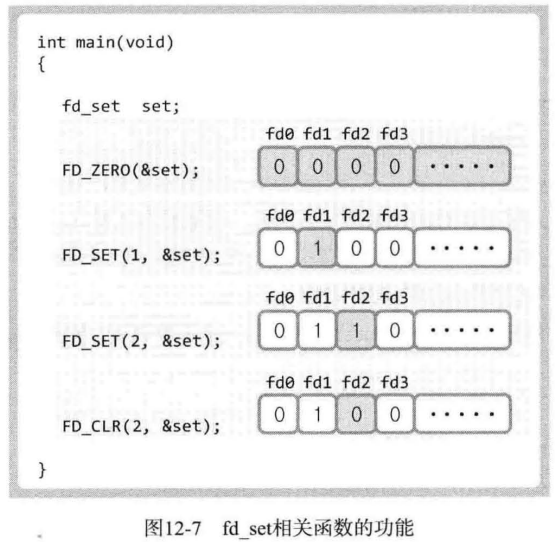 int main(void)
{
fd_set set;
fd0 fd1 fd2 fd3
FD_ZERO(&set); 0 0 0 0 ·····
fd0 fd1 fd2 fd3
FD_SET(1, &set); 0 1 0 0 ·····
fd0 fd1 fd2 fd3
FD_SET(2, &set); 0 1 1 0 ·····
fd0 fd1 fd2 fd3
FD_CLR(2, &set); 0 1 0 0 ·····
}
图12-7 fd_set相关函数的功能